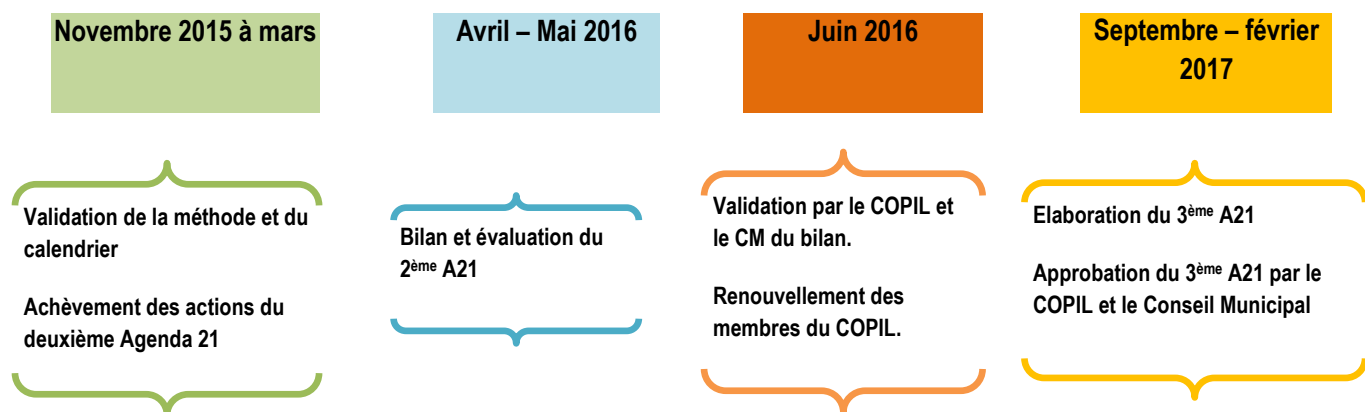 Novembre 2015 à mars
Avril – Mai 2016
Juin 2016
Septembre – février
2017
Validation de la méthode et du
calendrier
Achèvement des actions du
deuxième Agenda 21
Bilan et évaluation du
2ème A21
Validation par le COPIL et
le CM du bilan.
Renouvellement des
membres du COPIL.
Elaboration du 3ème A21
Approbation du 3ème A21 par le
COPIL et le Conseil Municipal